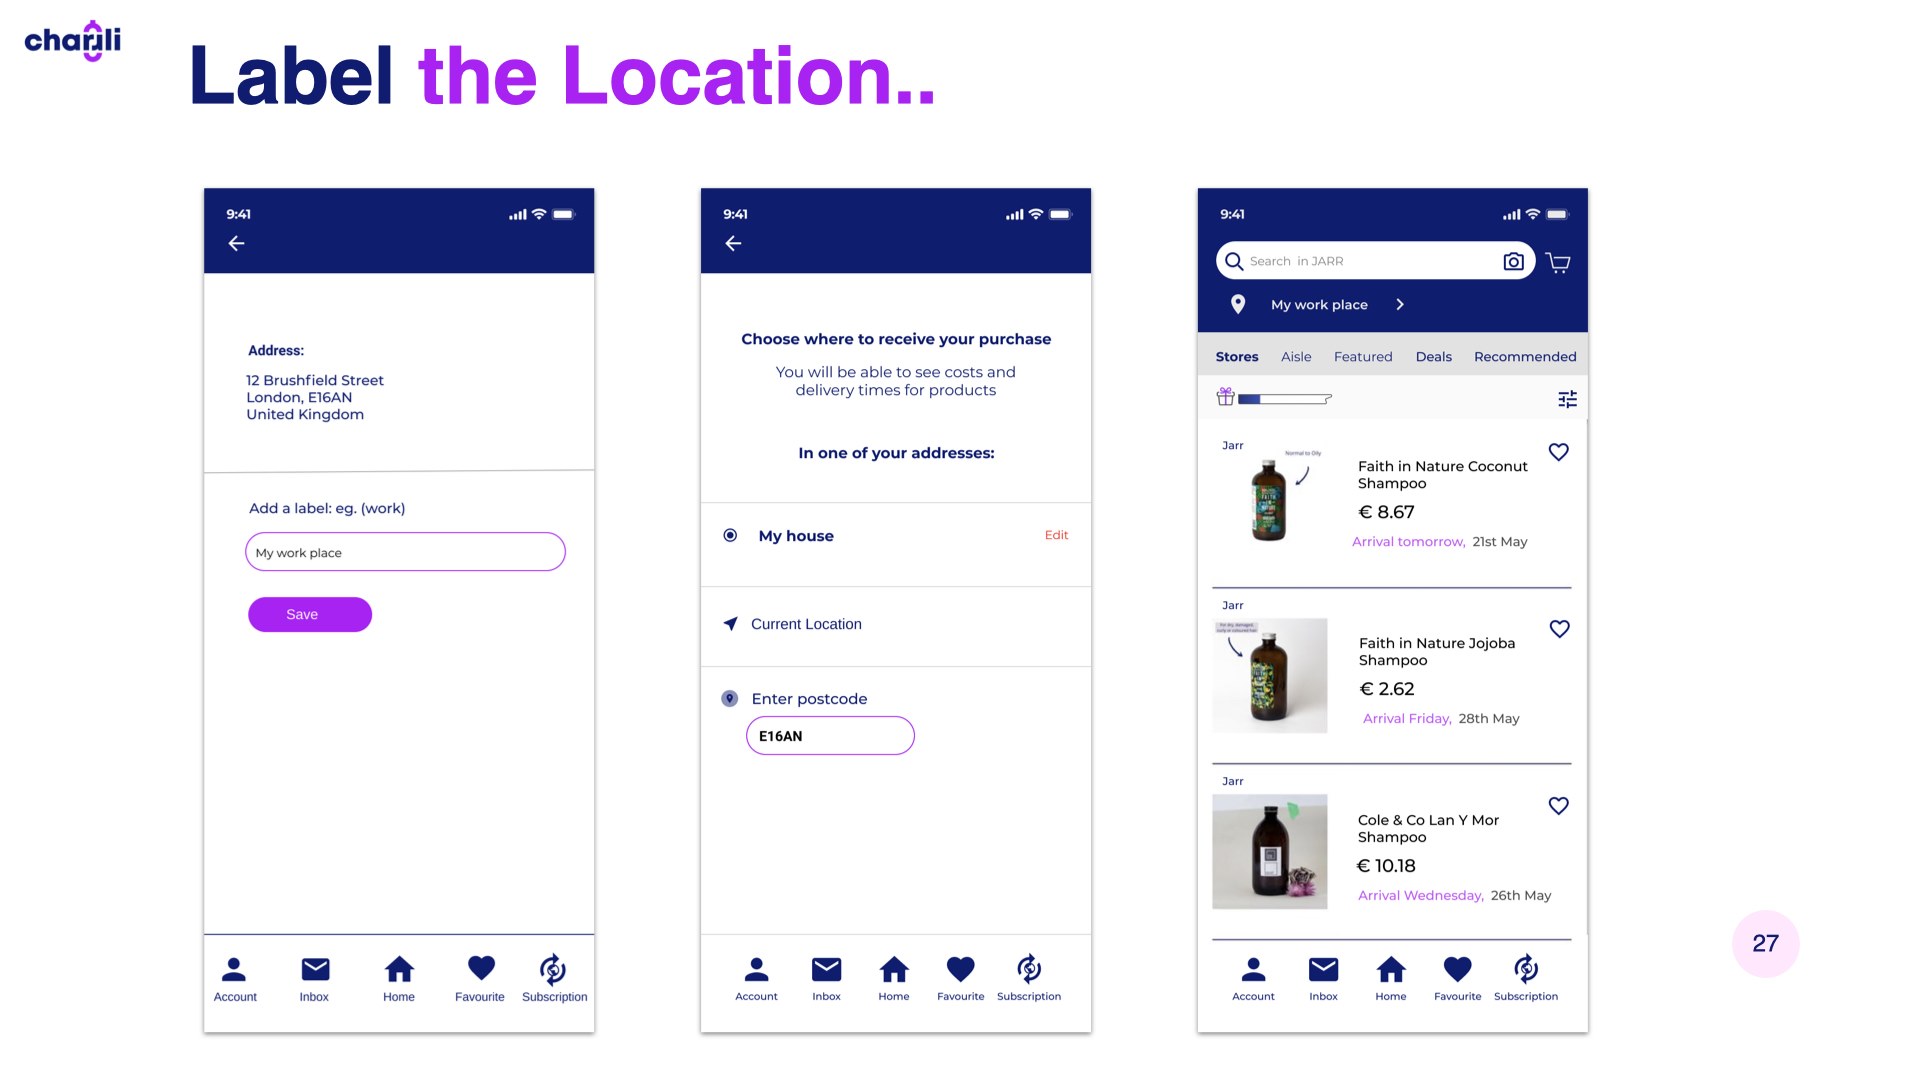 charjli
Label the Location..
9:41
Address:
12 Brushfield Street
London, E16AN
United Kingdom
Add a label: eg. (work)
My work place
Save
Account
Inbox
Home
Favourite
Subscription
9:41
Choose where to receive your purchase
You will be able to see costs and
delivery times for products
In one of your addresses:
My house
Edit
Current Location
Enter postcode
E16AN
Account
Inbox
Home
Favourite
Subscription
9:41
Search in JARR
My work place
Stores
Aisle
Featured
Deals
Recommended
Jarr
Normal to Oily
Faith in Nature Coconut
Shampoo
€ 8.67
Arrival tomorrow, 21st May
Jarr
Faith in Nature Jojoba
Shampoo
€ 2.62
Arrival Friday, 28th May
Jarr
Cole & Co Lan Y Mor
Shampoo
€ 10.18
Arrival Wednesday, 26th May
Account
Inbox
Home
Favourite
Subscription
27